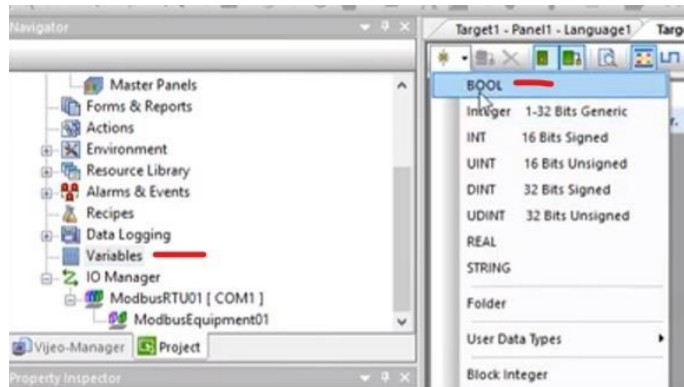 Navigator
Master Panels
Forms & Reports
Actions
Environment
Resource Library
Alarms & Events
Recipes
Data Logging
Variables
IO Manager
ModbusRTU01 [ COM1 ]
ModbusEquipment01
Vijeo-Manager Project
Property Inspector
Target1 - Panel1 - Language1 Targ
BOOL
Integer 1-32 Bits Generic
INT 16 Bits Signed
UINT 16 Bits Unsigned
DINT 32 Bits Signed
UDINT 32 Bits Unsigned
REAL
STRING
Folder
User Data Types
Block Integer
r.